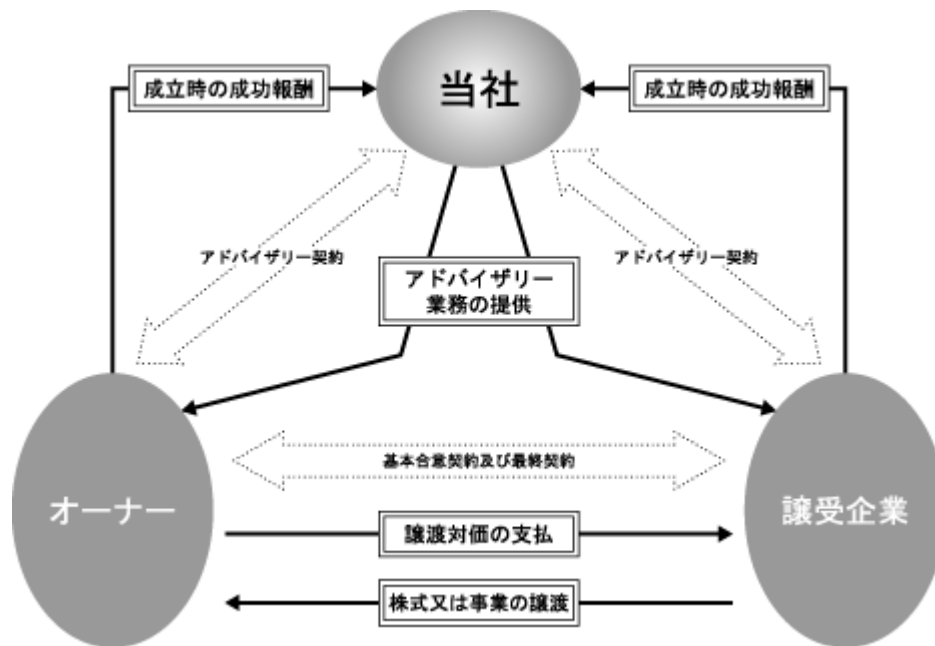 当社
成立時の成功報酬
成立時の成功報酬
アドバイザリー契約
アドバイザリー契約
アドバイザリー
業務の提供
オーナー
譲受企業
基本合意契約及び最終契約
譲渡対価の支払
株式又は事業の譲渡